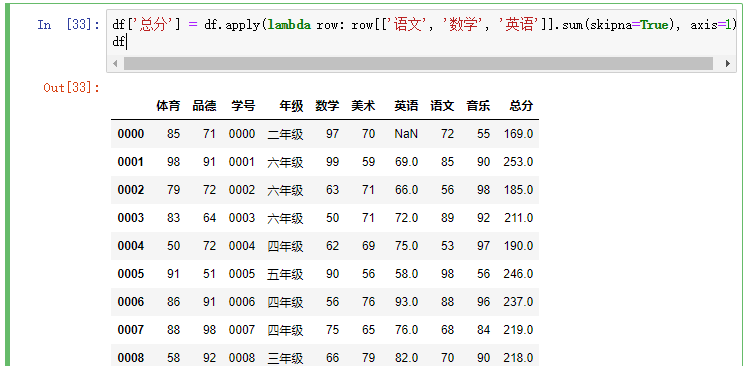 In [33]: df['总分'] = df.apply(lambda row: row[['语文', '数学', '英语']].sum(skipna=True), axis=1)
df
Out[33]:
体育 品德 学号 年级 数学 美术 英语 语文 音乐 总分
0000 85 71 0000 二年级 97 70 NaN 72 55 169.0
0001 98 91 0001 六年级 99 59 69.0 85 90 253.0
0002 79 72 0002 六年级 63 71 66.0 56 98 185.0
0003 83 64 0003 六年级 50 71 72.0 89 92 211.0
0004 50 72 0004 四年级 62 69 75.0 53 97 190.0
0005 91 51 0005 五年级 90 56 58.0 98 56 246.0
0006 86 91 0006 四年级 56 76 93.0 88 96 237.0
0007 88 98 0007 四年级 75 65 76.0 68 84 219.0
0008 58 92 0008 三年级 66 79 82.0 70 90 218.0